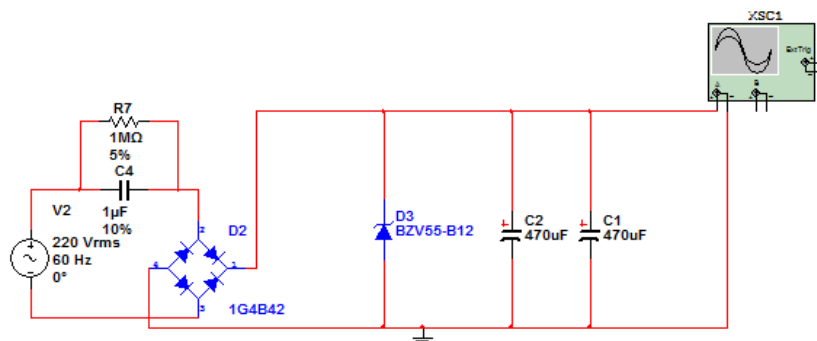 XSC1
Ext Trig
A
B
R7
1MΩ
5%
C4
1µF
10%
V2
220 Vrms
60 Hz
0°
2
D2
4
1
3
1G4B42
D3
BZV55-B12
C2
470uF
C1
470uF